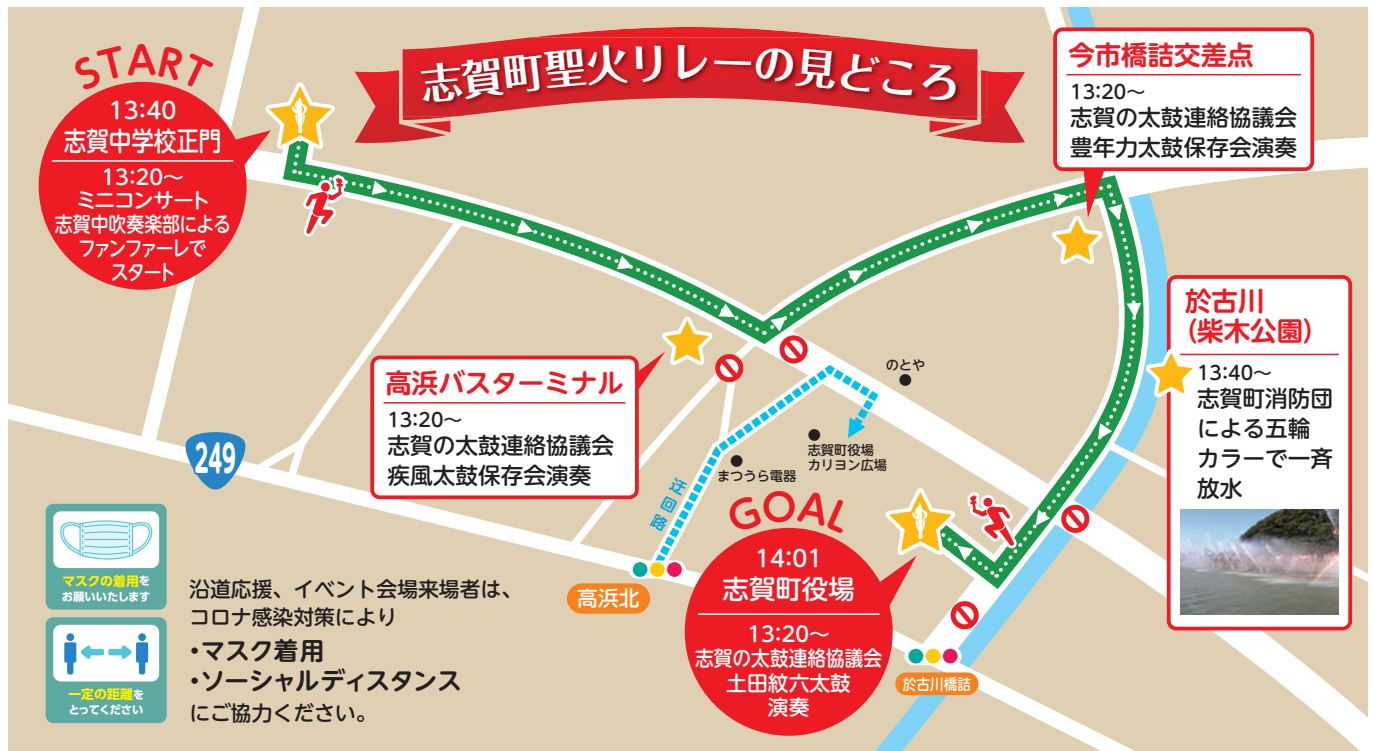 志賀町聖火リレーの見どころ
START
13:40
志賀中学校正門
13:20～
ミニコンサート
志賀中吹奏楽部による
ファンファーレで
スタート
今市橋詰交差点
13:20～
志賀の太鼓連絡協議会
豊年力太鼓保存会演奏
於古川
(柴木公園)
13:40～
志賀町消防団
による五輪
カラーで一斉
放水
高浜バスターミナル
13:20～
志賀の太鼓連絡協議会
疾風太鼓保存会演奏
のとや
志賀町役場
カリヨン広場
まつうら電器
迂回路
249
高浜北
GOAL
14:01
志賀町役場
13:20～
志賀の太鼓連絡協議会
土田紋六太鼓
演奏
於古川橋詰
マスクの着用を
お願いいたします
一定の距離を
とってください
沿道応援、イベント会場来場者は、
コロナ感染対策により
・マスク着用
・ソーシャルディスタンス
にご協力ください。